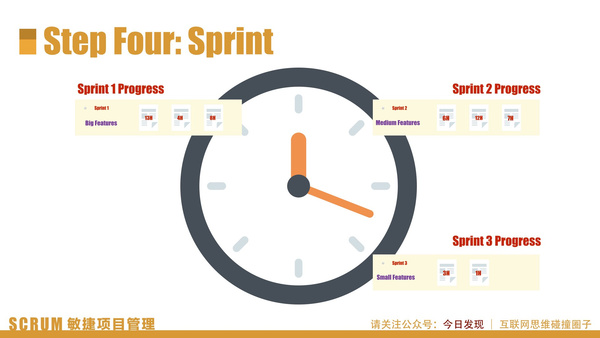 Step Four: Sprint
Sprint 1 Progress
Sprint 1
Big Features
13H 4H 8H
Sprint 2 Progress
Sprint 2
Medium Features
6H 12H 7H
Sprint 3 Progress
Sprint 3
Small Features
3H 1H
SCRUM 敏捷项目管理
请关注公众号：今日发现 | 互联网思维碰撞圈子